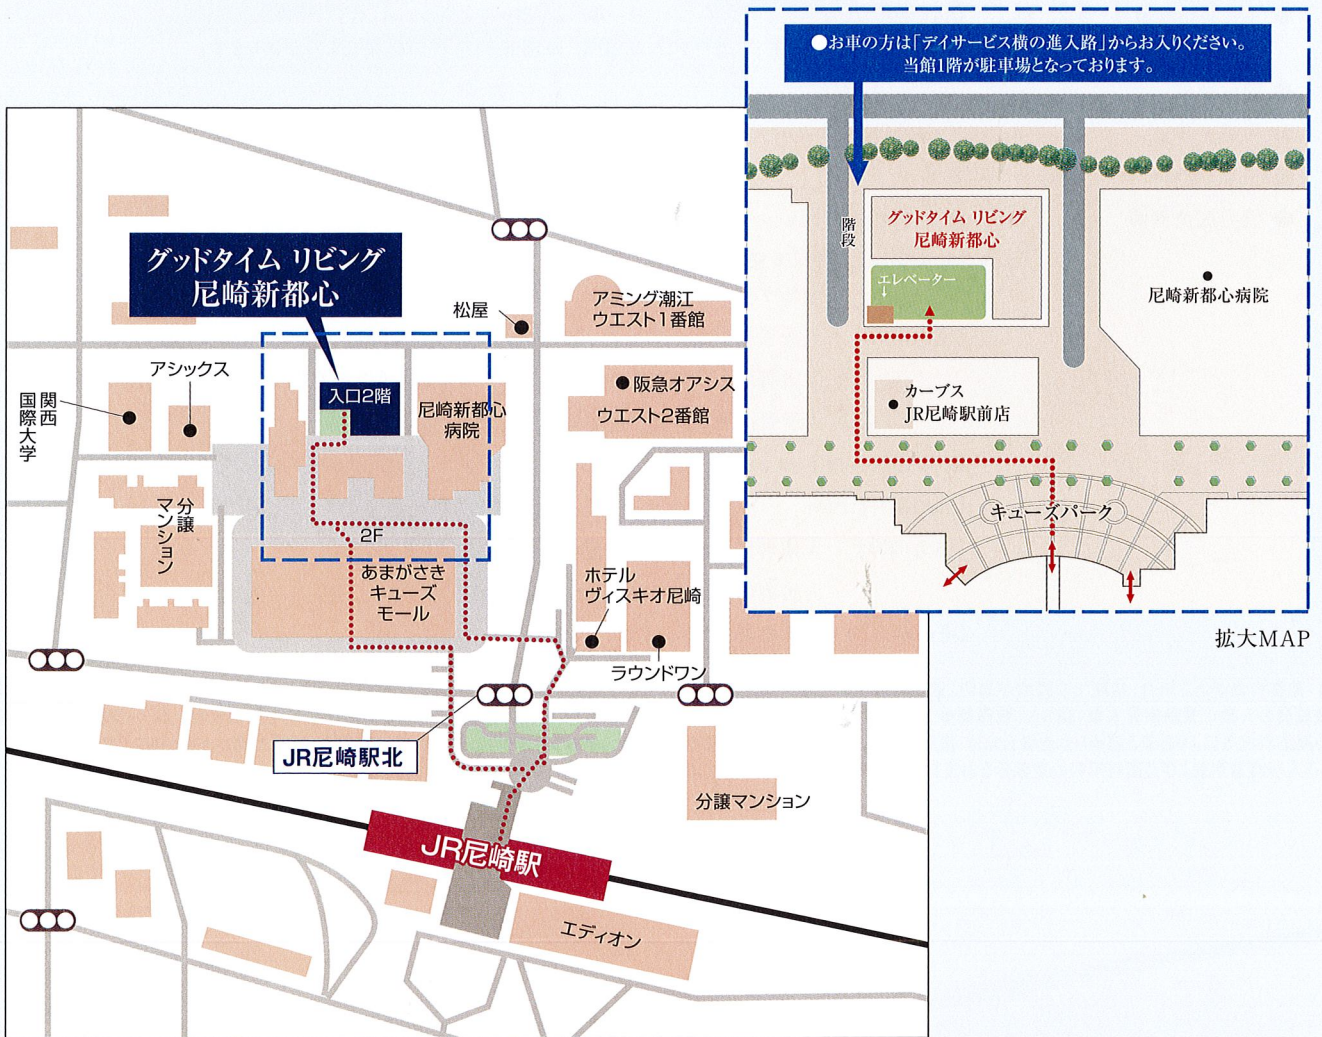 ●お車の方は「デイサービス横の進入路」からお入りください。
当館1階が駐車場となっております。
階段
グッドタイム リビング
尼崎新都心
エレベーター
↓
尼崎新都心病院
カーブス
JR尼崎駅前店
キューズパーク
拡大MAP
グッドタイム リビング
尼崎新都心
松屋
アミング潮江
ウエスト1番館
アシックス
関西
国際大学
入口2階
尼崎新都心
病院
阪急オアシス
ウエスト2番館
分譲
マンション
2F
あまがさき
キューズ
モール
ホテル
ヴィスキオ尼崎
ラウンドワン
JR尼崎駅北
分譲マンション
JR尼崎駅
エディオン